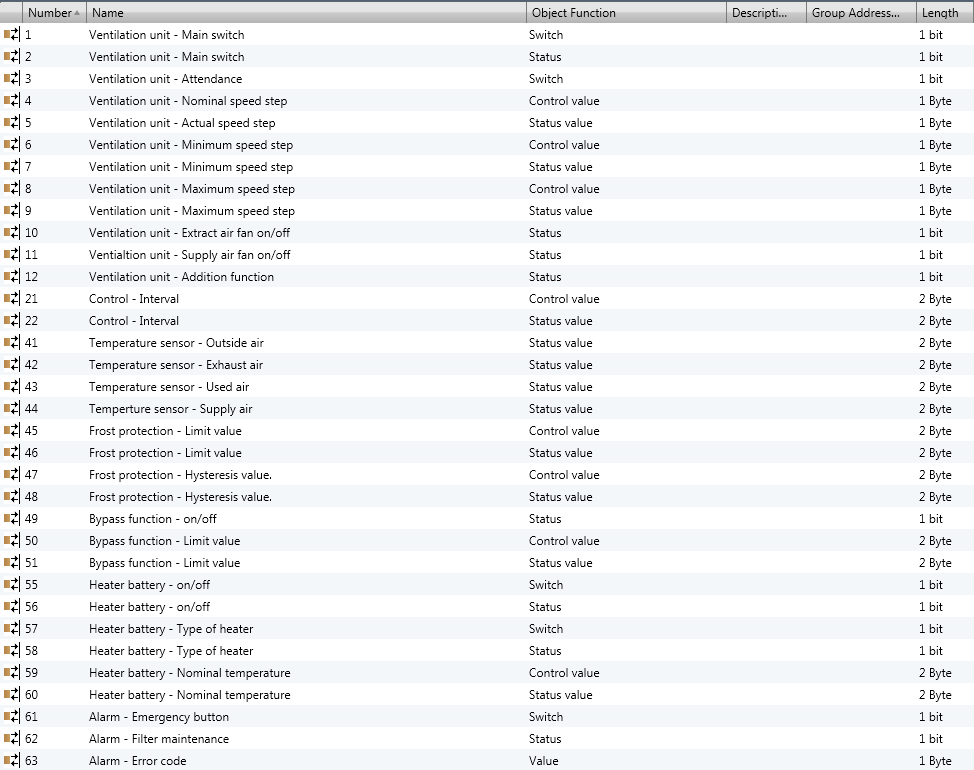 Number Name Object Function Descripti... Group Address... Length
1 Ventilation unit - Main switch Switch 1 bit
2 Ventilation unit - Main switch Status 1 bit
3 Ventilation unit - Attendance Switch 1 bit
4 Ventilation unit - Nominal speed step Control value 1 Byte
5 Ventilation unit - Actual speed step Status value 1 Byte
6 Ventilation unit - Minimum speed step Control value 1 Byte
7 Ventilation unit - Minimum speed step Status value 1 Byte
8 Ventilation unit - Maximum speed step Control value 1 Byte
9 Ventilation unit - Maximum speed step Status value 1 Byte
10 Ventilation unit - Extract air fan on/off Status 1 bit
11 Ventialtion unit - Supply air fan on/off Status 1 bit
12 Ventilation unit - Addition function Status 1 bit
21 Control - Interval Control value 2 Byte
22 Control - Interval Status value 2 Byte
41 Temperature sensor - Outside air Status value 2 Byte
42 Temperature sensor - Exhaust air Status value 2 Byte
43 Temperature sensor - Used air Status value 2 Byte
44 Temperture sensor - Supply air Status value 2 Byte
45 Frost protection - Limit value Control value 2 Byte
46 Frost protection - Limit value Status value 2 Byte
47 Frost protection - Hysteresis value. Control value 2 Byte
48 Frost protection - Hysteresis value. Status value 2 Byte
49 Bypass function - on/off Status 1 bit
50 Bypass function - Limit value Control value 2 Byte
51 Bypass function - Limit value Status value 2 Byte
55 Heater battery - on/off Switch 1 bit
56 Heater battery - on/off Status 1 bit
57 Heater battery - Type of heater Switch 1 bit
58 Heater battery - Type of heater Status 1 bit
59 Heater battery - Nominal temperature Control value 2 Byte
60 Heater battery - Nominal temperature Status value 2 Byte
61 Alarm - Emergency button Switch 1 bit
62 Alarm - Filter maintenance Status 1 bit
63 Alarm - Error code Value 1 Byte